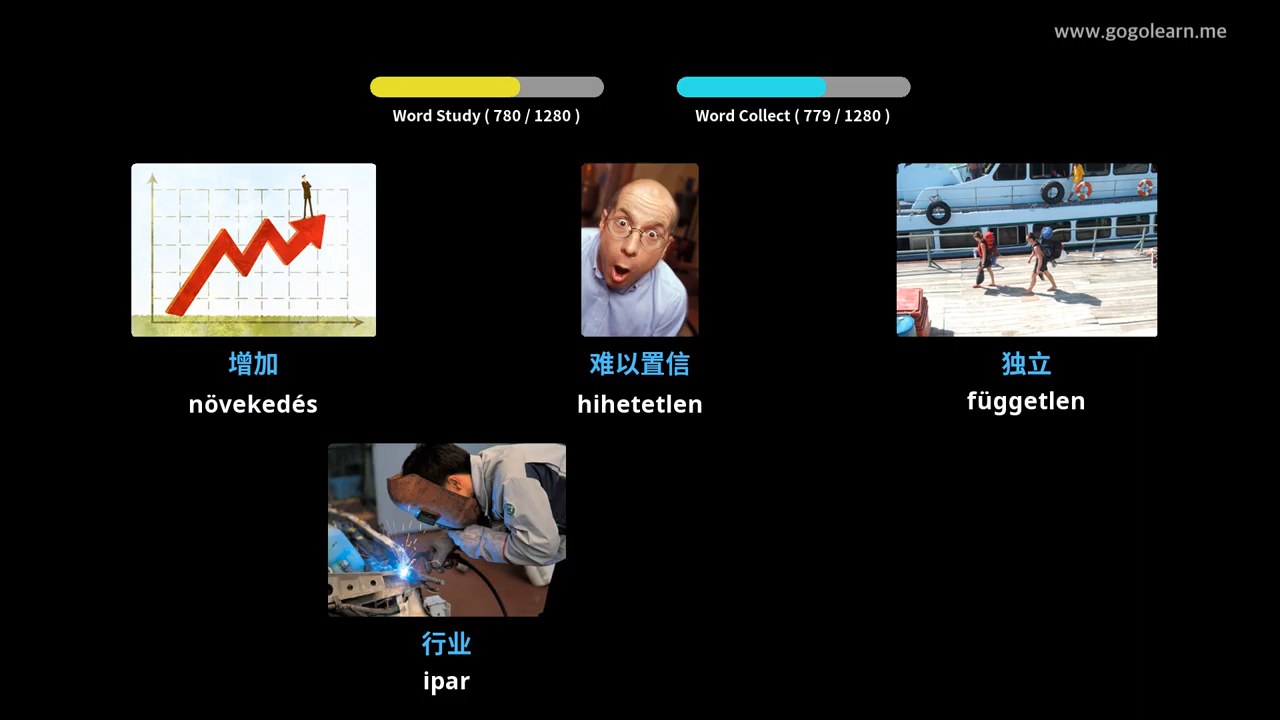 www.gogolearn.me
Word Study ( 780 / 1280 )
Word Collect ( 779 / 1280 )
增加
难以置信
独立
növekedés
hihetetlen
független
行业
ipar